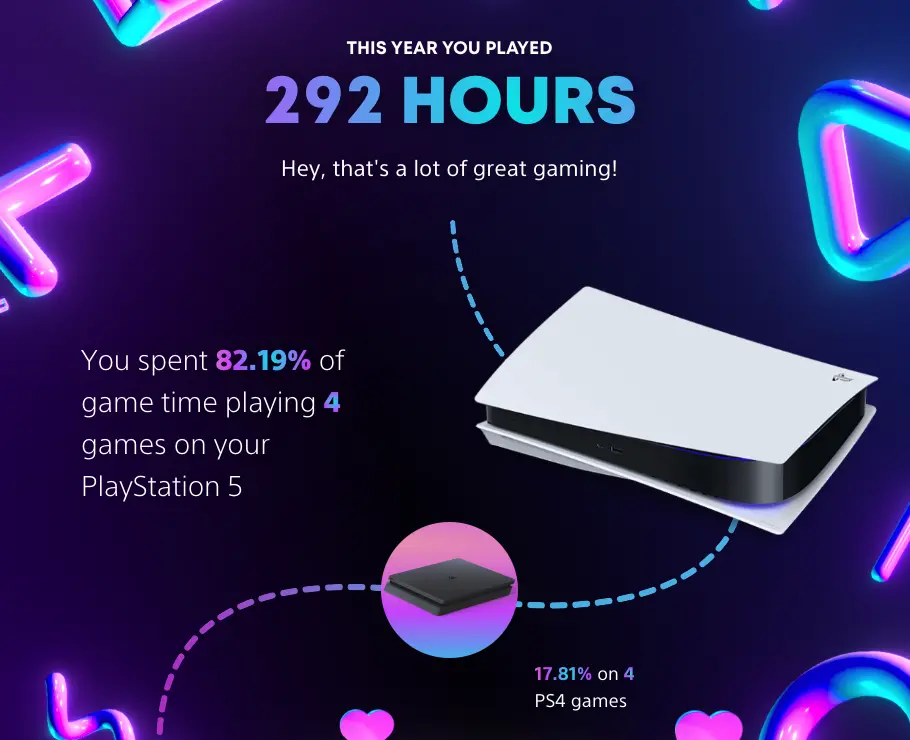 THIS YEAR YOU PLAYED
292 HOURS
Hey, that's a lot of great gaming!
You spent 82.19% of
game time playing 4
games on your
PlayStation 5
17.81% on 4
PS4 games